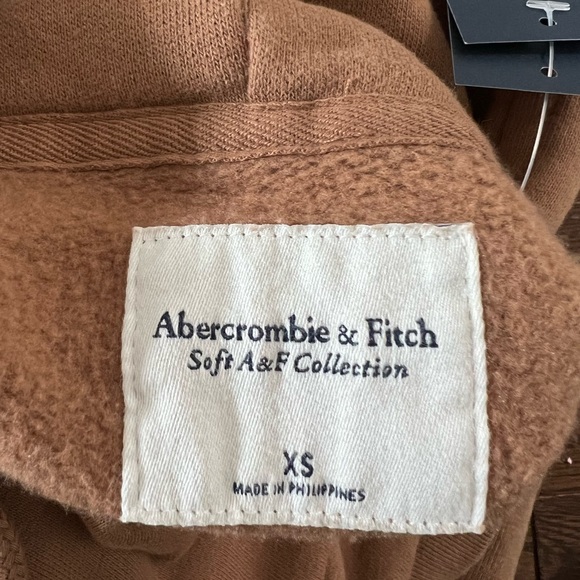 Abercrombie & Fitch
Soft A&F Collection
XS
MADE IN PHILIPPINES